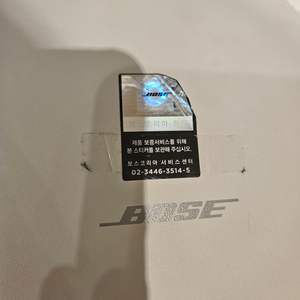 BOSE
보스코리아 정품
제품 보증서비스를 위해
본 스티커를 보관해 주십시오.
보스코리아 서비스 센터
02-3446-3514~5
BOSE